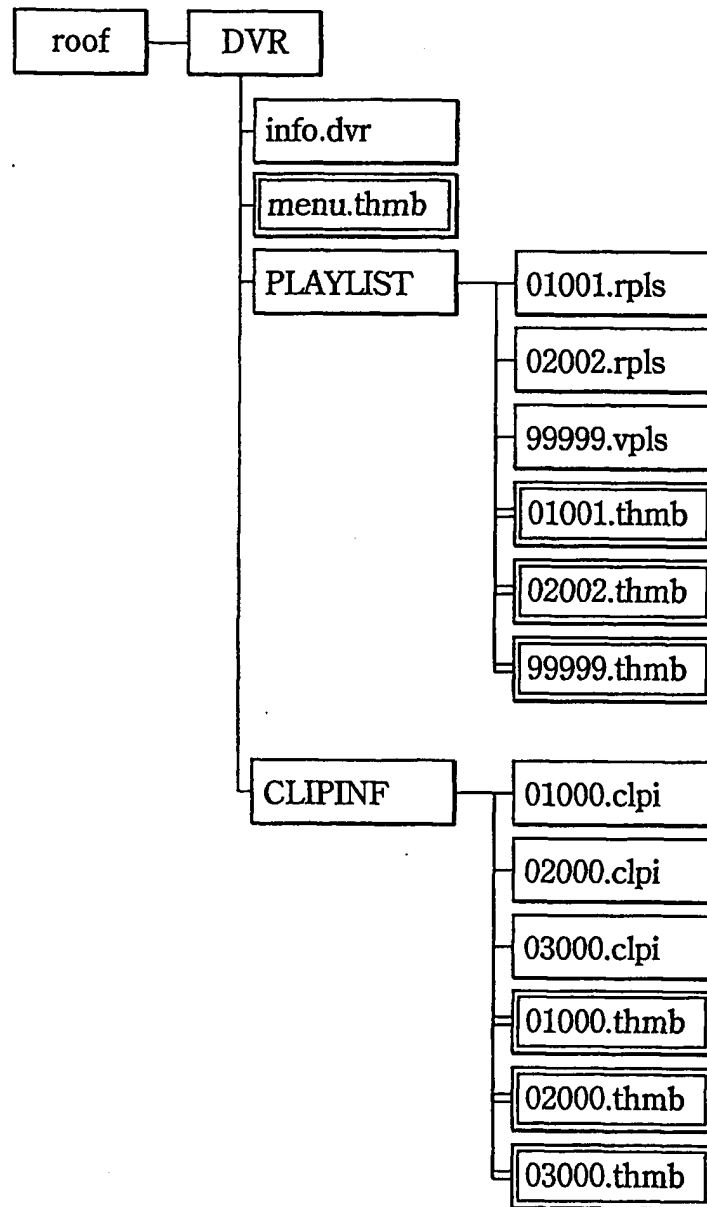 roof
DVR
info.dvr
menu.thmb
PLAYLIST
01001.rpls
02002.rpls
99999.vpls
01001.thmb
02002.thmb
99999.thmb
CLIPINF
01000.clpi
02000.clpi
03000.clpi
01000.thmb
02000.thmb
03000.thmb